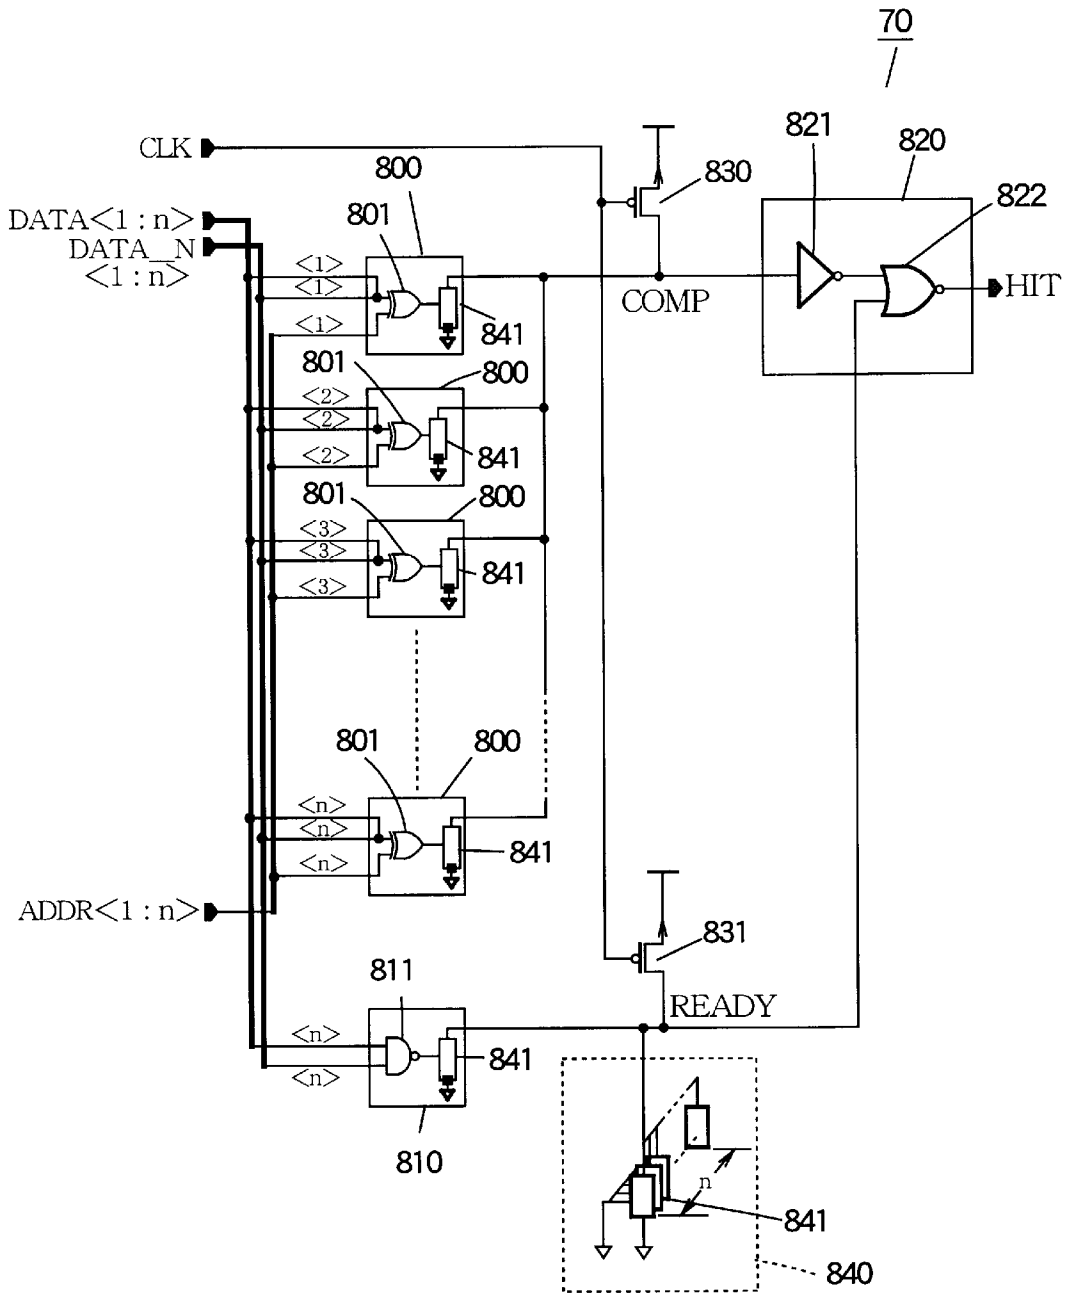 70
CLK
800
830
821
820
822
DATA<1 : n>
DATA_N
<1 : n>
801
<1>
<1>
<1>
841
COMP
HIT
801
800
<2>
<2>
<2>
841
801
800
<3>
<3>
<3>
841
801
800
<n>
<n>
<n>
841
ADDR<1 : n>
831
811
READY
<n>
<n>
841
810
n
841
840